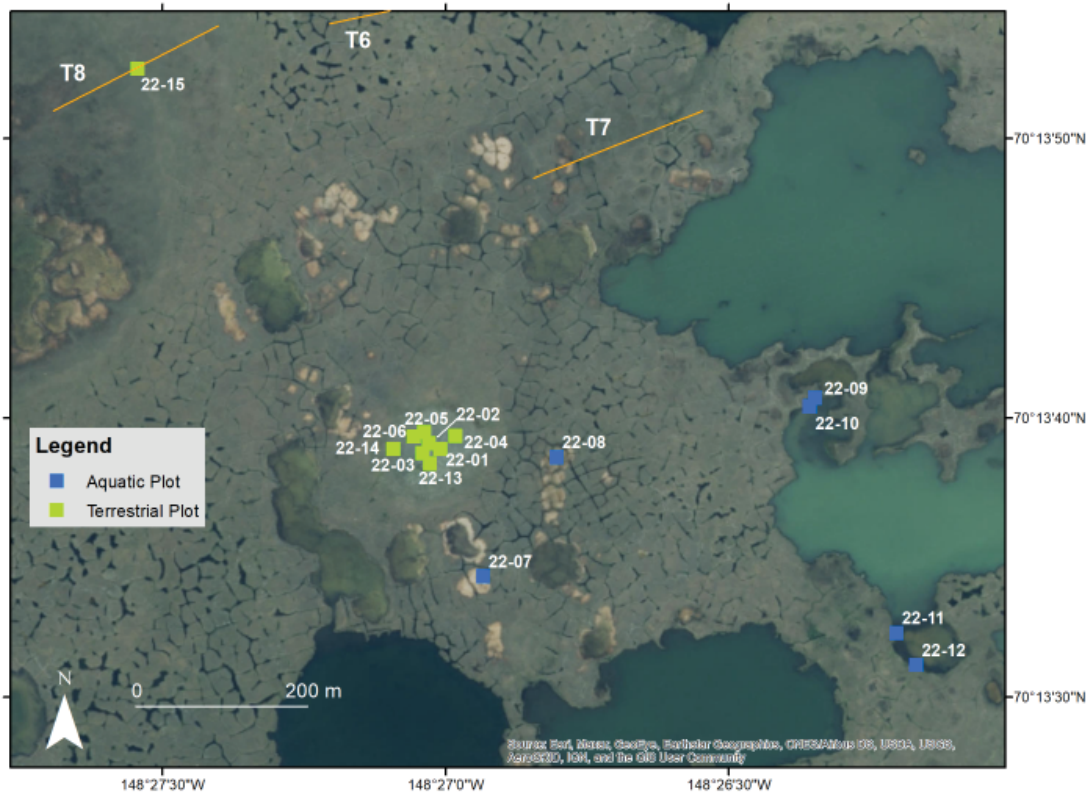 T6
T8
22-15
T7
70°13'50"N
22-09
22-10
70°13'40"N
22-05
22-02
22-06
22-04
22-08
22-14
22-03
22-01
22-13
Legend
Aquatic Plot
Terrestrial Plot
22-07
22-11
22-12
N
0
200 m
70°13'30"N
Source: Esri, Maxar, GeoEye, Earthstar Geographics, CNES/Airbus DS, USDA, USGS,
AeroGRID, IGN, and the GIS User Community
148°27'30"W
148°27'0"W
148°26'30"W